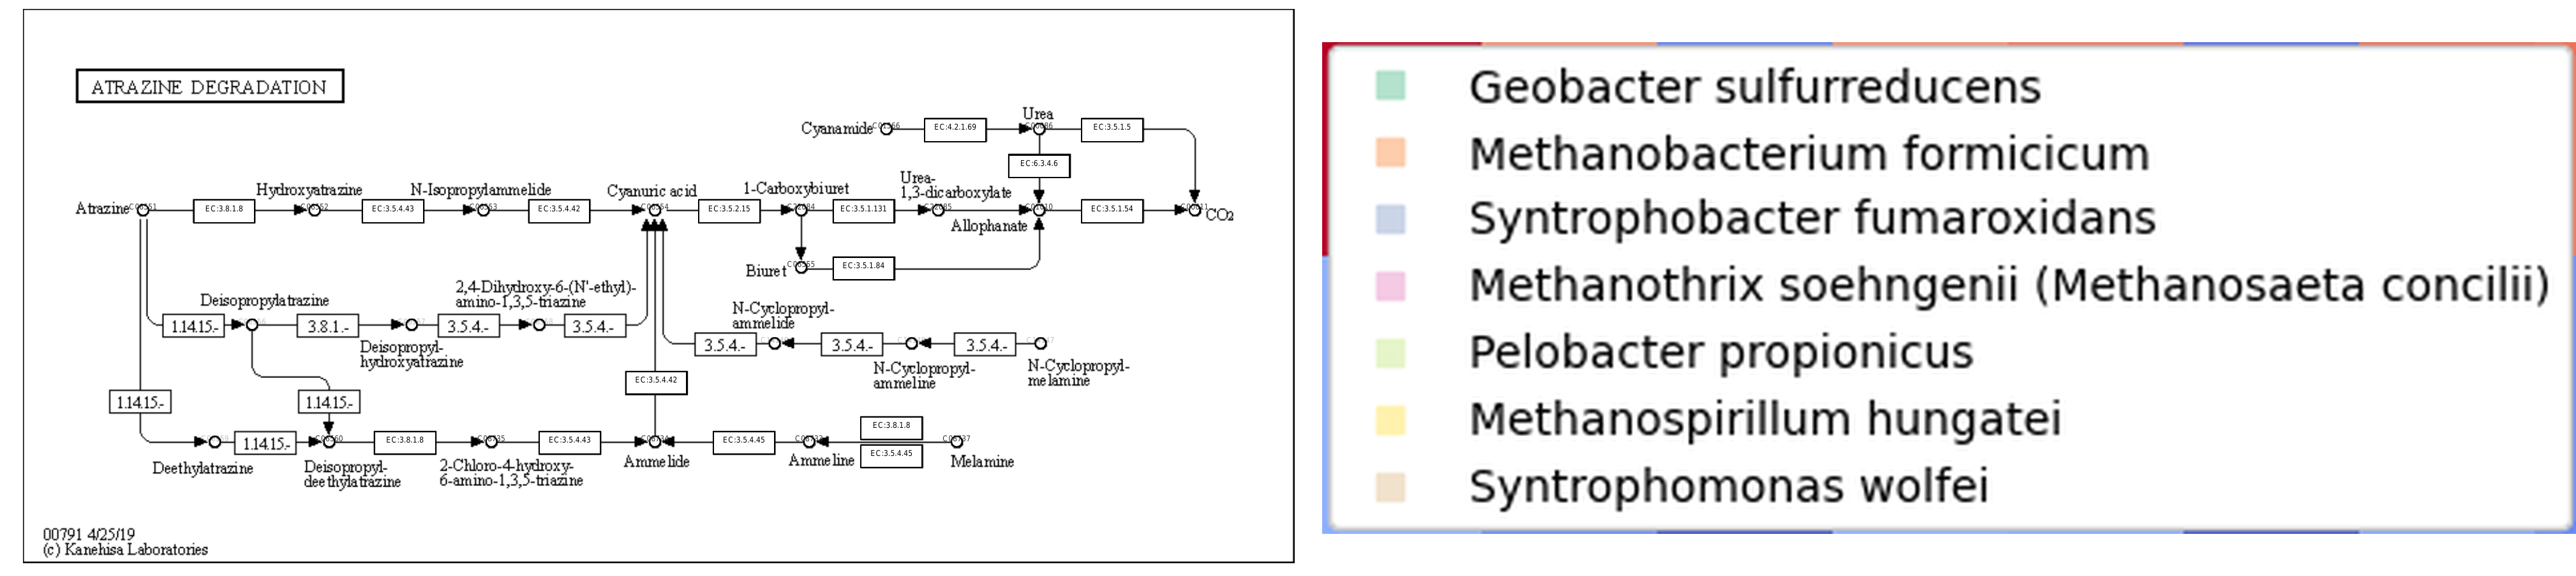 ATRAZINE DEGRADATION
Cyanamide
EC:4.2.1.69
Urea
EC:3.5.1.5
EC:6.3.4.6
Atrazine
EC:3.8.1.8
Hydroxyatrazine
EC:3.5.4.43
N-Isopropylammelide
EC:3.5.4.42
Cyanuric acid
EC:3.5.2.15
1-Carboxybiuret
EC:3.5.1.131
Urea-
1,3-dicarboxylate
Allophanate
EC:3.5.1.54
CO2
Biuret
EC:3.5.1.84
Deisopropylatrazine
1.14.15.-
3.8.1.-
Deisopropyl-
hydroxyatrazine
3.5.4.-
2,4-Dihydroxy-6-(N'-ethyl)-
amino-1,3,5-triazine
3.5.4.-
N-Cyclopropyl-
ammelide
3.5.4.-
3.5.4.-
3.5.4.-
N-Cyclopropyl-
ammeline
N-Cyclopropyl-
melamine
EC:3.5.4.42
1.14.15.-
1.14.15.-
Deethylatrazine
1.14.15.-
Deisopropyl-
deethylatrazine
EC:3.8.1.8
2-Chloro-4-hydroxy-
6-amino-1,3,5-triazine
EC:3.5.4.43
Ammelide
EC:3.5.4.45
Ammeline
EC:3.8.1.8
EC:3.5.4.45
Melamine
00791 4/25/19
(c) Kanehisa Laboratories
Geobacter sulfurreducens
Methanobacterium formicicum
Syntrophobacter fumaroxidans
Methanothrix soehngenii (Methanosaeta concilii)
Pelobacter propionicus
Methanospirillum hungatei
Syntrophomonas wolfei